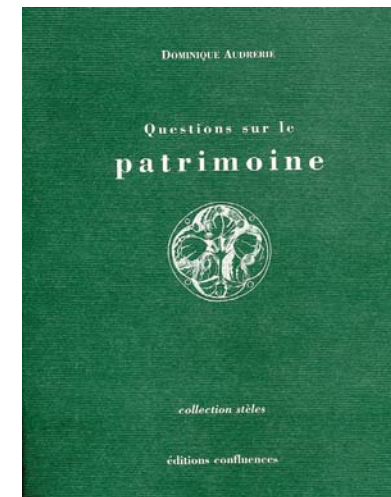 Dominique Audrerie
Questions sur le
patrimoine
collection stèles
éditions confluences